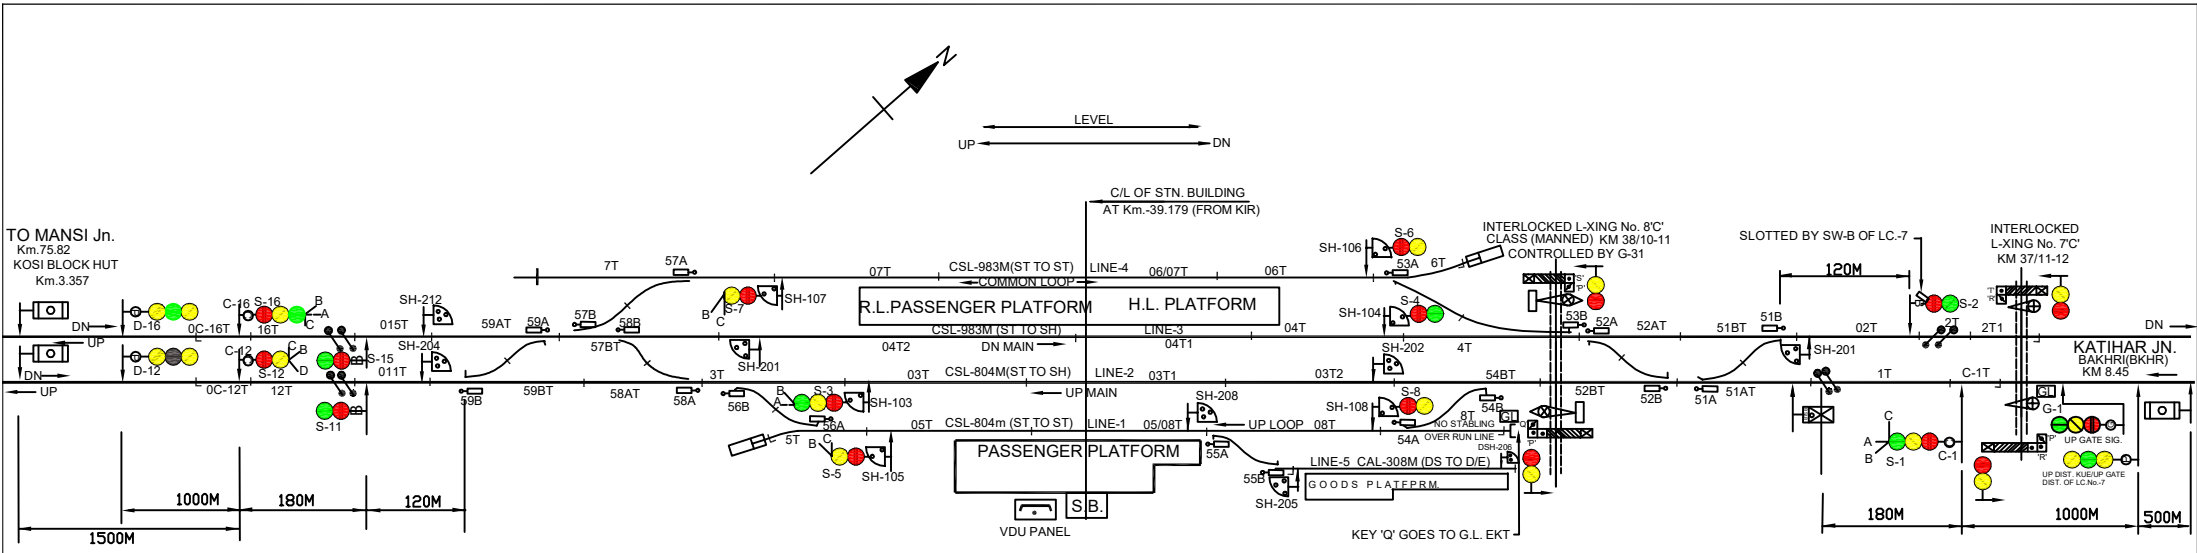 N
LEVEL
UP
DN
C/L OF STN. BUILDING
AT Km.-39.179 (FROM KIR)
TO MANSI Jn.
Km.75.82
KOSI BLOCK HUT
Km.3.357
INTERLOCKED L-XING No. 8'C'
CLASS (MANNED) KM 38/10-11
CONTROLLED BY G-31
SLOTTED BY SW-B OF LC.-7
INTERLOCKED
L-XING No. 7'C'
KM 37/11-12
S-6
SH-106
53A
6T
7T
57A
07T
CSL-983M(ST TO ST)
LINE-4
06/07T
06T
COMMON LOOP
120M
C-16
S-16
B
A
C
SH-212
B
C
S-7
SH-107
R.L.PASSENGER PLATFORM
H.L. PLATFORM
SH-104
S-4
'S'
'P'
S-2
'T'
'R'
DN
UP
D-16
0C-16T
16T
015T
59AT
59A
57B
58B
CSL-983M (ST TO SH)
LINE-3
04T
53B
52A
52AT
51BT
51B
02T
2T
2T1
DN
57BT
04T2
DN MAIN
04T1
4T
KATIHAR JN.
BAKHRI(BKHR)
KM 8.45
C-12
S-12
C
B
D
S-15
B
SH-204
011T
SH-201
SH-202
SH-201
DN
UP
D-12
0C-12T
12T
59B
59BT
58AT
58A
3T
03T
CSL-804M(ST TO SH)
LINE-2
03T1
03T2
54BT
52BT
52B
51A
51AT
1T
C-1T
S-11
B
56B
B
A
S-3
SH-103
56A
UP MAIN
SH-208
SH-108
S-8
8T
54B
GL
GL
G-1
5T
05T
CSL-804m (ST TO ST)
LINE-1
05/08T
UP LOOP
08T
54A
NO STABLING
OVER RUN LINE
DSH-206
'Q'
'P'
UP GATE SIG.
C
B
S-5
SH-105
PASSENGER PLATFORM
55A
55B
SH-205
LINE-5 CAL-308M (DS TO D/E)
GOODS PLATFPRM.
C
A
B
S-1
C-1
'P'
'R'
UP DIST. KUE/UP GATE
DIST. OF LC.No.-7
1000M
180M
120M
1500M
VDU PANEL
S.B.
KEY 'Q' GOES TO G.L. EKT
180M
1000M
500M